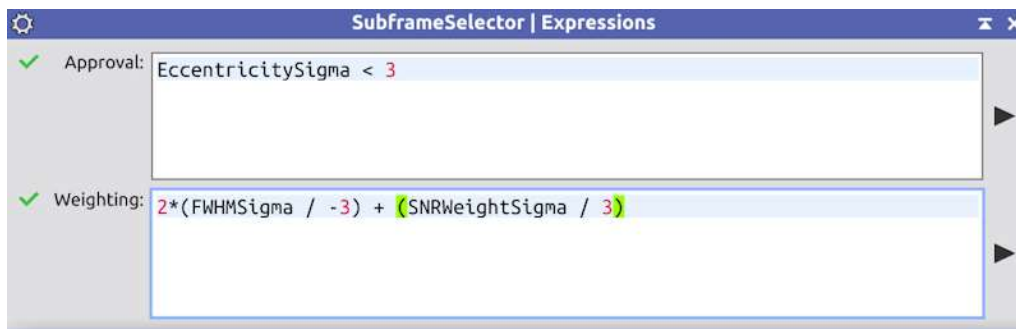 SubframeSelector | Expressions
Approval: EccentricitySigma < 3
Weighting: 2*(FWHMSigma / -3) + (SNRWeightSigma / 3)